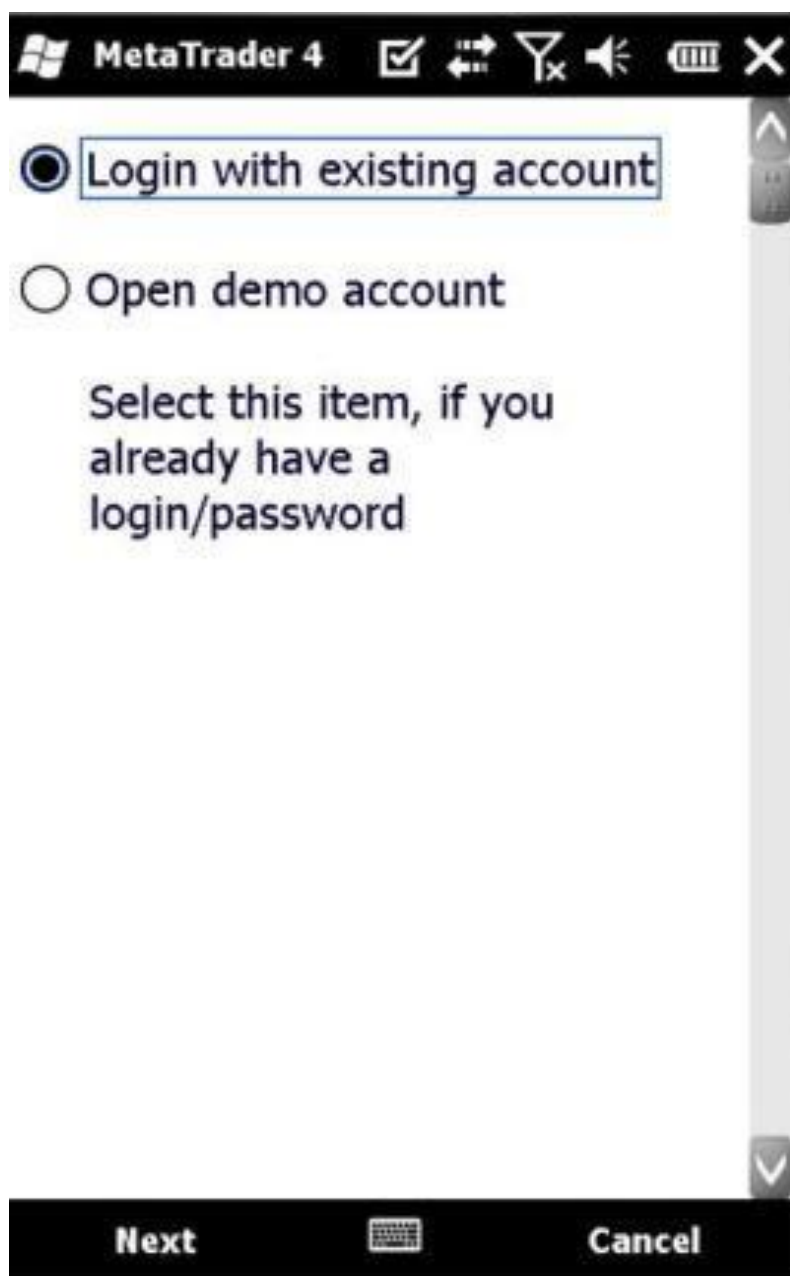 MetaTrader 4
Login with existing account
Open demo account
Select this item, if you
already have a
login/password
Next
Cancel